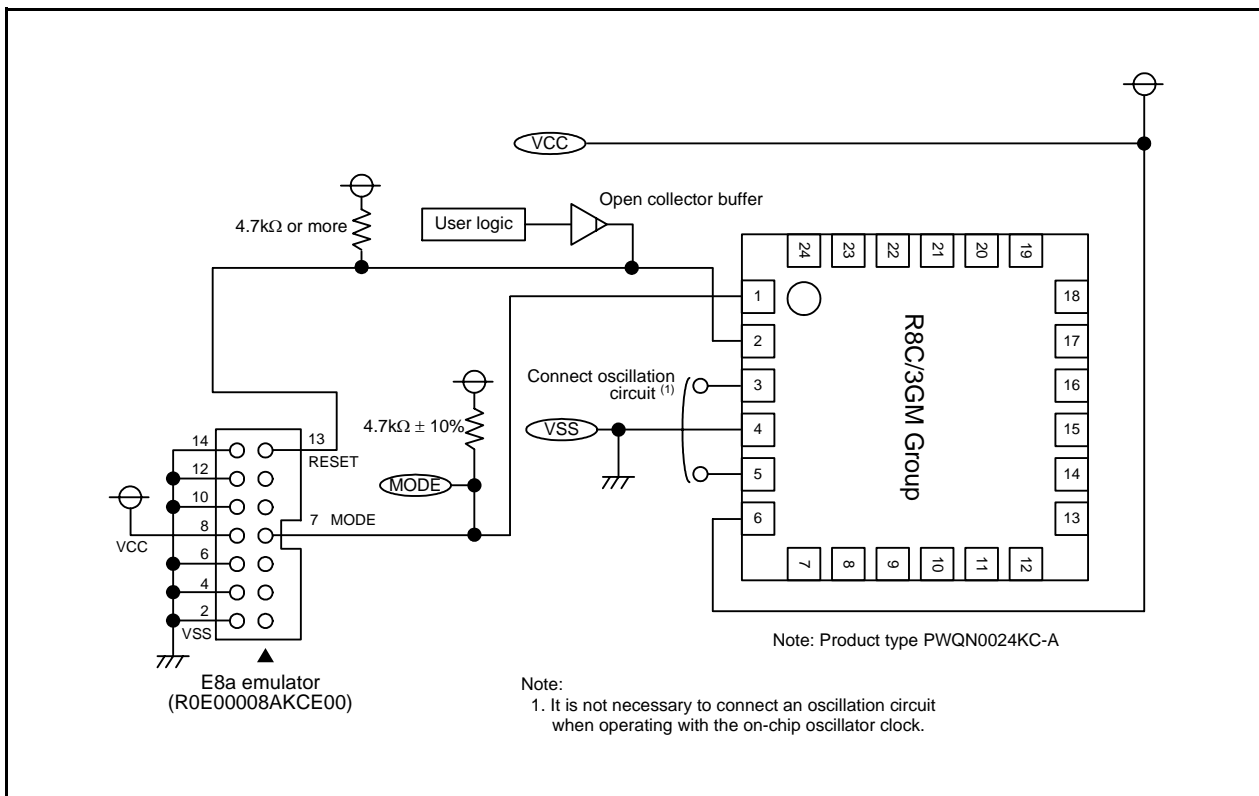 VCC
Open collector buffer
4.7kΩ or more
User logic
24 23 22 21 20 19
1
2
3
4
5
6
18
17
16
15
14
13
7 8 9 10 11 12
R8C/3GM Group
Connect oscillation
circuit (1)
VSS
4.7kΩ ± 10%
MODE
14
13
RESET
12
10
8
7 MODE
VCC
6
4
2
VSS
E8a emulator
(R0E00008AKCE00)
Note: Product type PWQN0024KC-A
Note:
1. It is not necessary to connect an oscillation circuit
when operating with the on-chip oscillator clock.